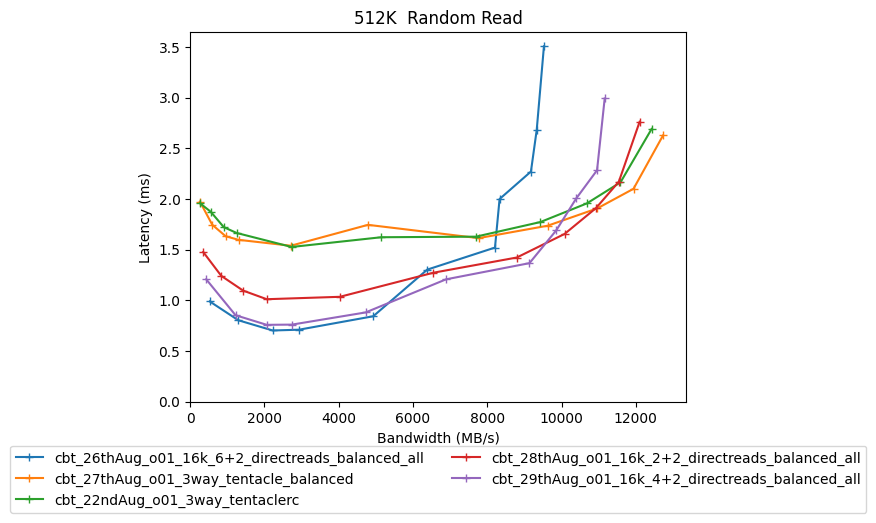 512K  Random Read
Latency (ms)
3.5
3.0
2.5
2.0
1.5
1.0
0.5
0.0
0 2000 4000 6000 8000 10000 12000
Bandwidth (MB/s)
cbt_26thAug_o01_16k_6+2_directreads_balanced_all
cbt_27thAug_o01_3way_tentacle_balanced
cbt_22ndAug_o01_3way_tentaclerc
cbt_28thAug_o01_16k_2+2_directreads_balanced_all
cbt_29thAug_o01_16k_4+2_directreads_balanced_all